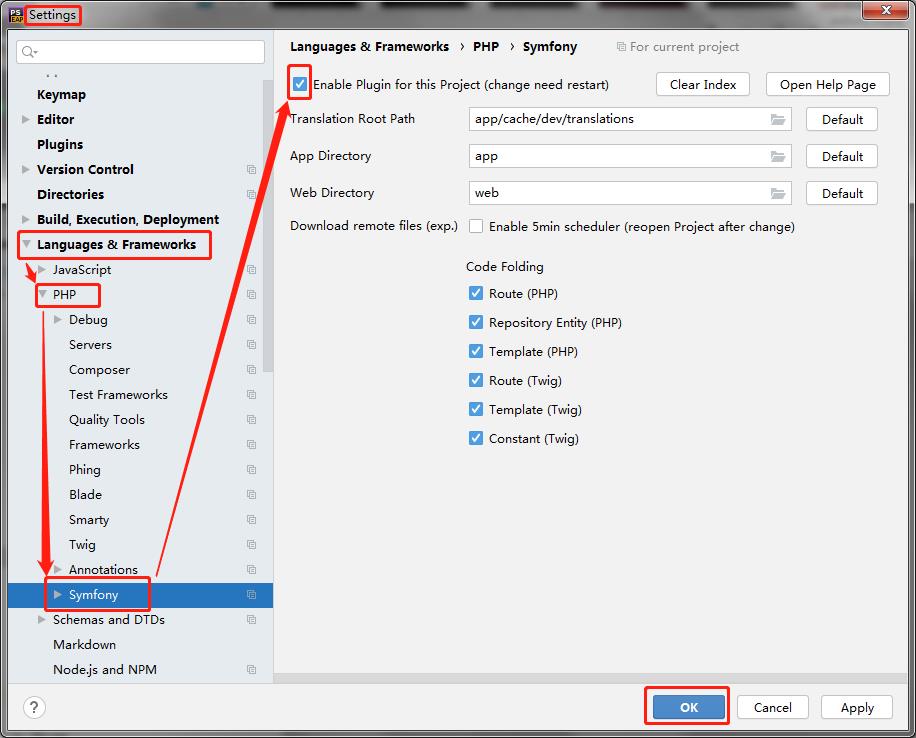 PS
EAP
Settings
Keymap
Editor
Plugins
Version Control
Directories
Build, Execution, Deployment
Languages & Frameworks
JavaScript
PHP
Debug
Servers
Composer
Test Frameworks
Quality Tools
Frameworks
Phing
Blade
Smarty
Twig
Annotations
Symfony
Schemas and DTDs
Markdown
Node.js and NPM
Languages & Frameworks › PHP › Symfony For current project
Enable Plugin for this Project (change need restart) Clear Index Open Help Page
Translation Root Path app/cache/dev/translations Default
App Directory app Default
Web Directory web Default
Download remote files (exp.) Enable 5min scheduler (reopen Project after change)
Code Folding
Route (PHP)
Repository Entity (PHP)
Template (PHP)
Route (Twig)
Template (Twig)
Constant (Twig)
? OK Cancel Apply